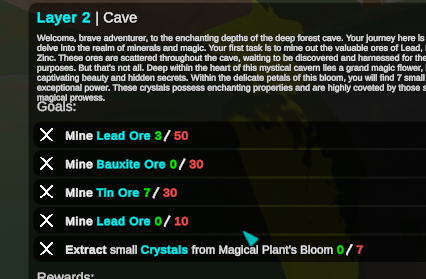 Layer 2 | Cave
Welcome, brave adventurer, to the enchanting depths of the deep forest cave. Your journey here is
delve into the realm of minerals and magic. Your first task is to mine out the valuable ores of Lead,
Zinc. These ores are scattered throughout the cave, waiting to be discovered and harnessed for the
purposes. But that's not all. Deep within the heart of this mystical cavern lies a grand magic flower,
captivating beauty and hidden secrets. Within the delicate petals of this bloom, you will find 7 small
exceptional power. These crystals possess enchanting properties and are highly coveted by those s
magical prowess.
Goals:
Mine Lead Ore 3/ 50
Mine Bauxite Ore 0/ 30
Mine Tin Ore 7/ 30
Mine Lead Ore 0/ 10
Extract small Crystals from Magical Plant's Bloom 0/ 7
Rewards: